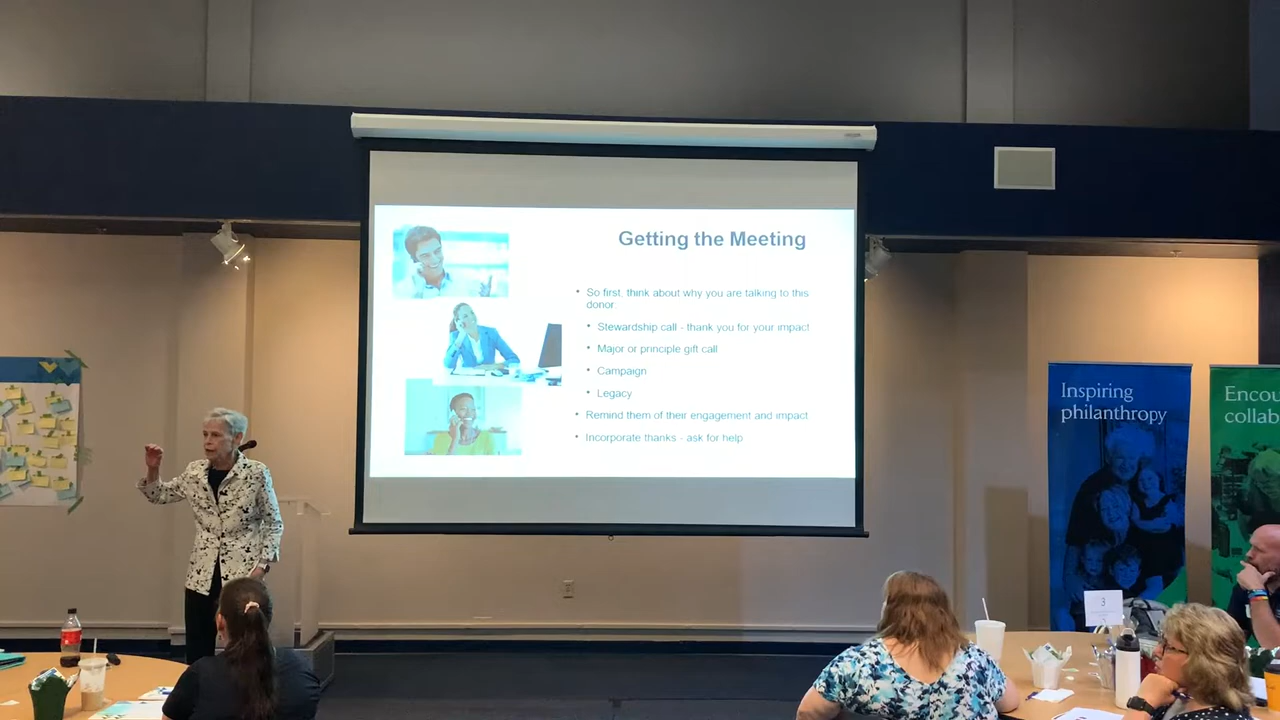 Getting the Meeting
• So first, think about why you are talking to this
donor.
• Stewardship call - thank you for your impact
• Major or principle gift call
• Campaign
• Legacy
• Remind them of their engagement and impact
• Incorporate thanks - ask for help
Inspiring
philanthropy
Encou
collab
3